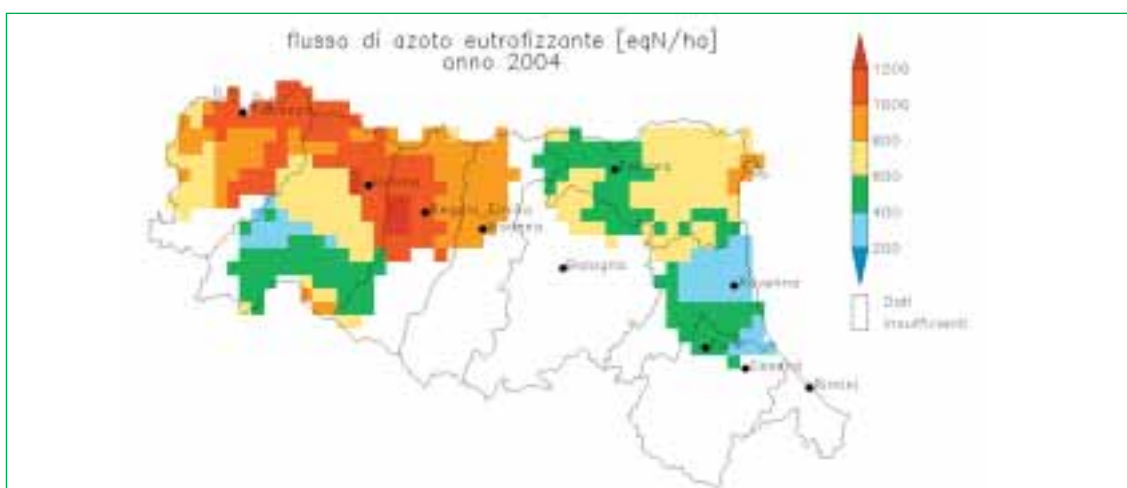 flusso di azoto eutrofizzante [eqN/ha]
anno 2004
1200
1000
800
600
400
200
Dati
insufficienti
Piacenza
Parma
Reggio Emilia
Modena
Ferrara
Bologna
Ravenna
Cesena
Rimini